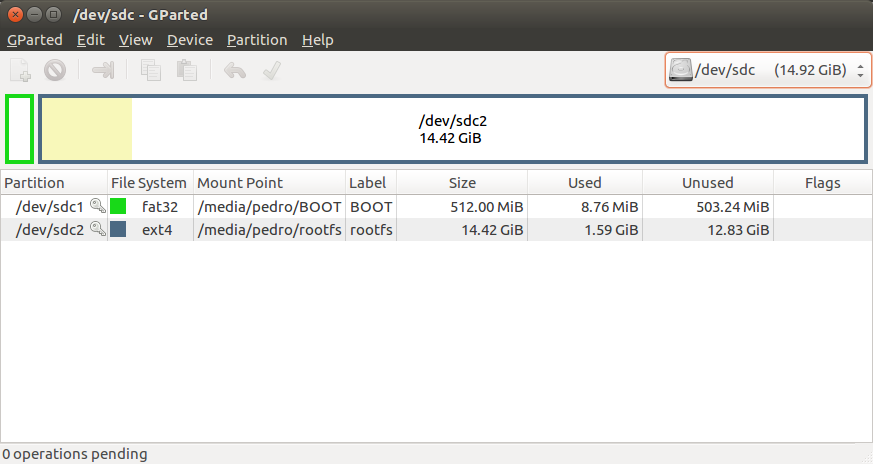 /dev/sdc - GParted
GParted Edit View Device Partition Help
/dev/sdc (14.92 GiB)
/dev/sdc2
14.42 GiB
Partition File System Mount Point Label Size Used Unused Flags
/dev/sdc1 fat32 /media/pedro/BOOT BOOT 512.00 MiB 8.76 MiB 503.24 MiB
/dev/sdc2 ext4 /media/pedro/rootfs rootfs 14.42 GiB 1.59 GiB 12.83 GiB
0 operations pending